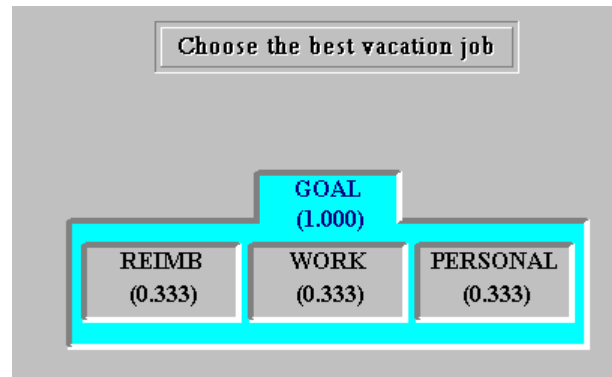 Choose the best vacation job
GOAL
(1.000)
REIMB WORK PERSONAL
(0.333) (0.333) (0.333)